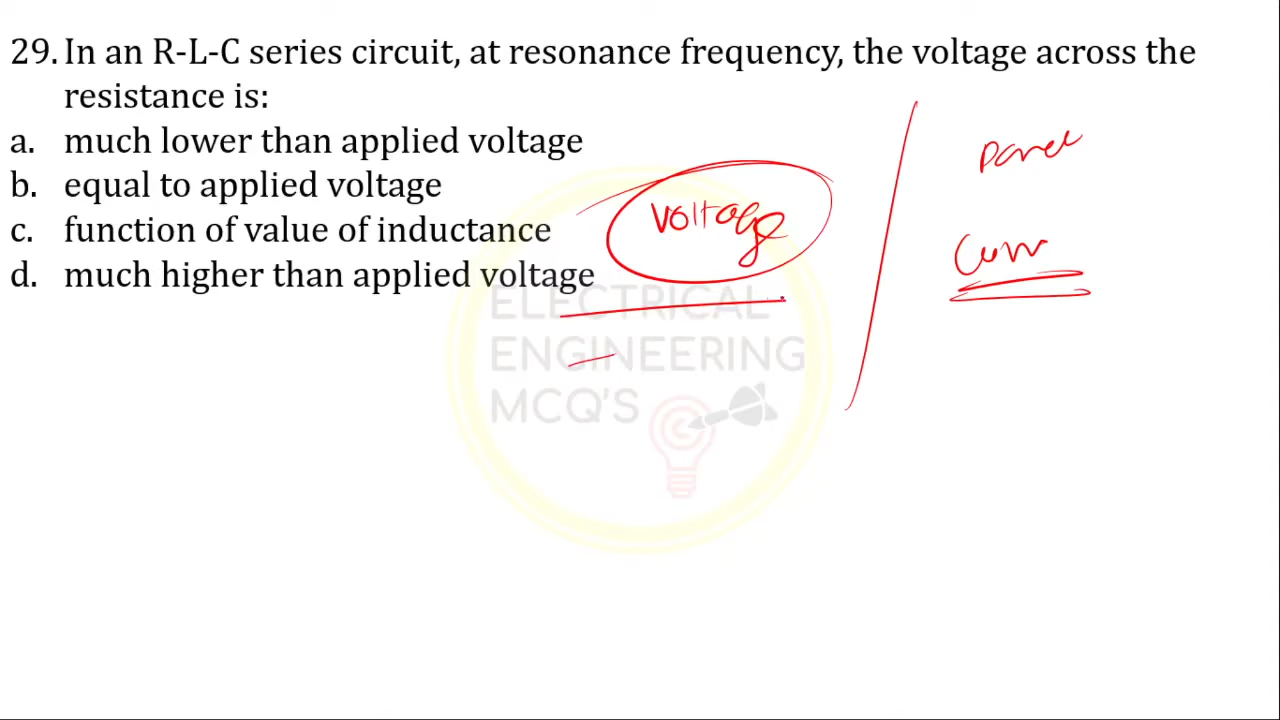 29. In an R-L-C series circuit, at resonance frequency, the voltage across the
resistance is:
a. much lower than applied voltage
b. equal to applied voltage
c. function of value of inductance
d. much higher than applied voltage
voltage
Curr
ELECTRICAL
ENGINEERING
MCQ'S